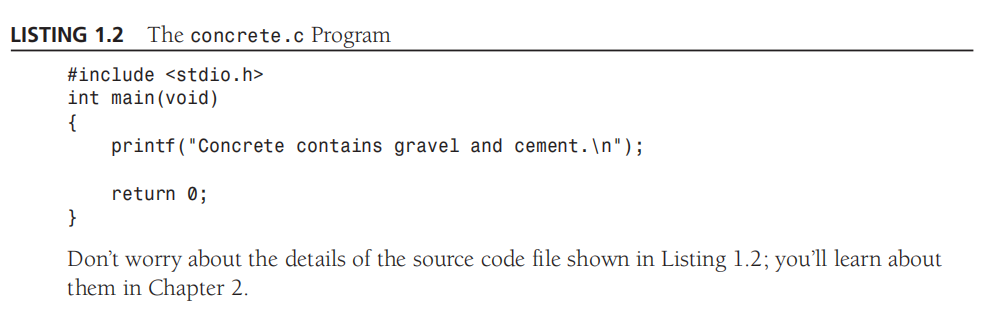 LISTING 1.2 The concrete.c Program
#include <stdio.h>
int main(void)
{
printf("Concrete contains gravel and cement.\n");
return 0;
}
Don’t worry about the details of the source code file shown in Listing 1.2; you’ll learn about
them in Chapter 2.